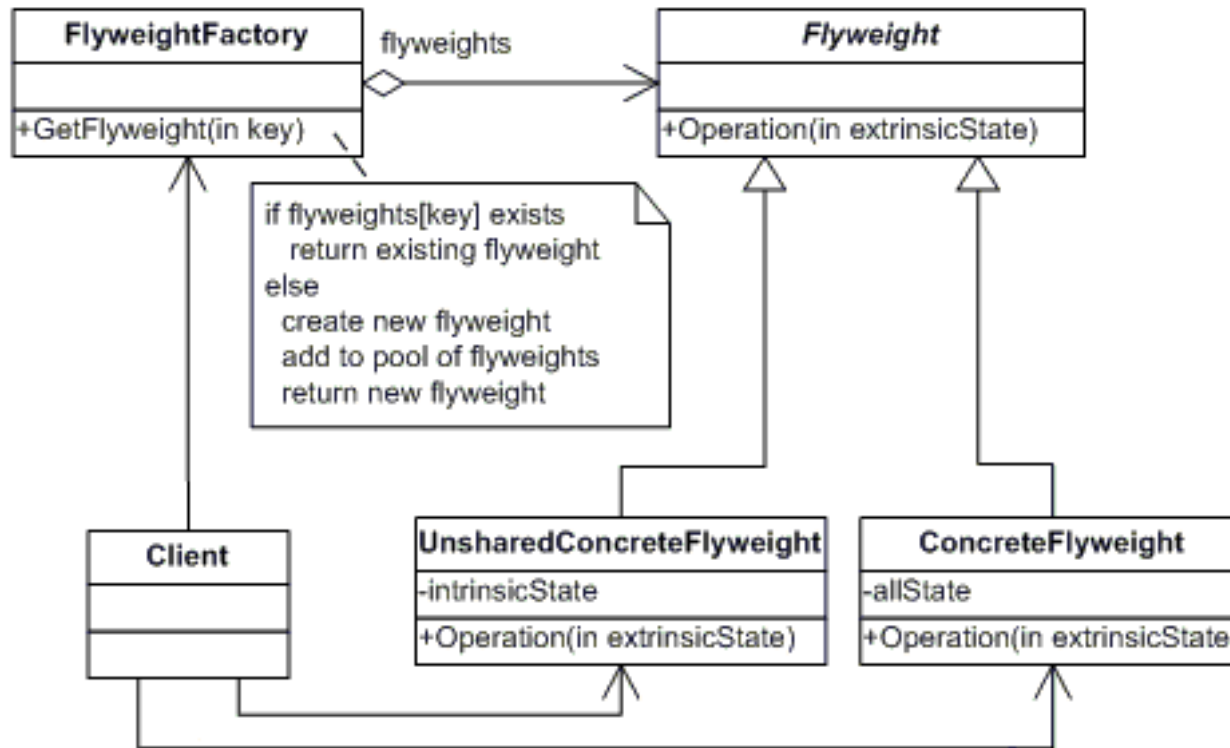 FlyweightFactory
+GetFlyweight(in key)
flyweights
Flyweight
+Operation(in extrinsicState)
if flyweights[key] exists
return existing flyweight
else
create new flyweight
add to pool of flyweights
return new flyweight
Client
UnsharedConcreteFlyweight
-intrinsicState
+Operation(in extrinsicState)
ConcreteFlyweight
-allState
+Operation(in extrinsicState